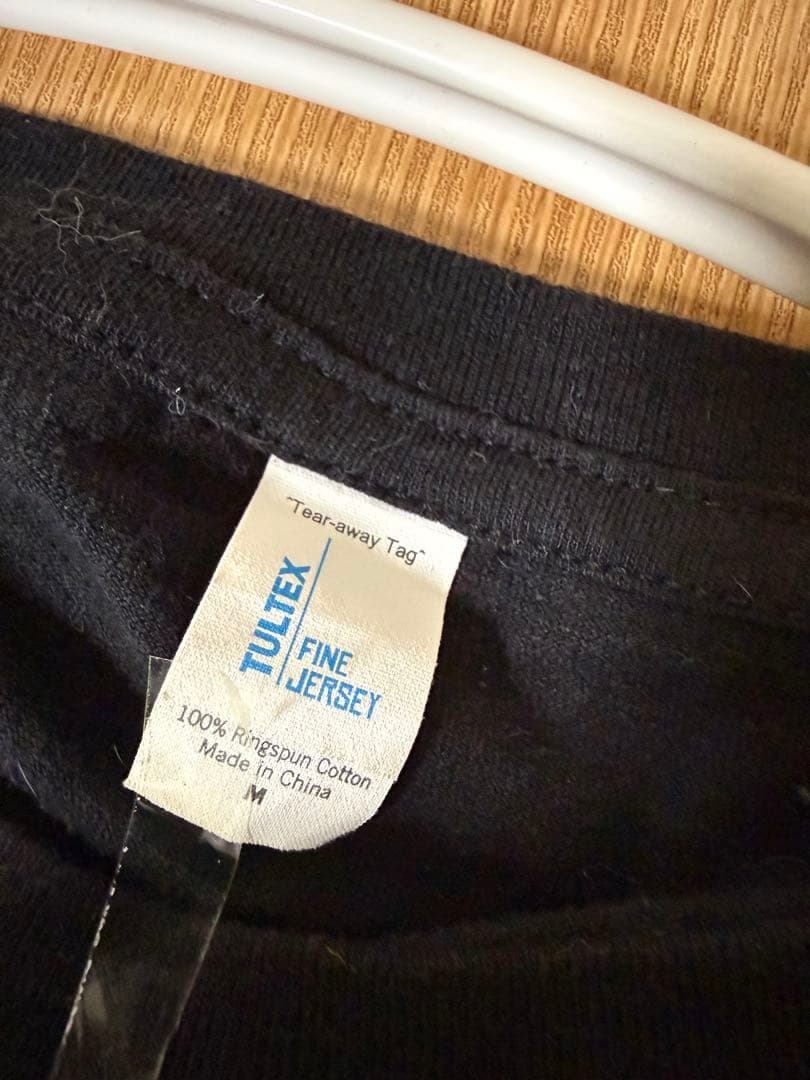 "Tear-away Tag"
TULTEX
FINE
JERSEY
100% Ringspun Cotton
Made in China
M